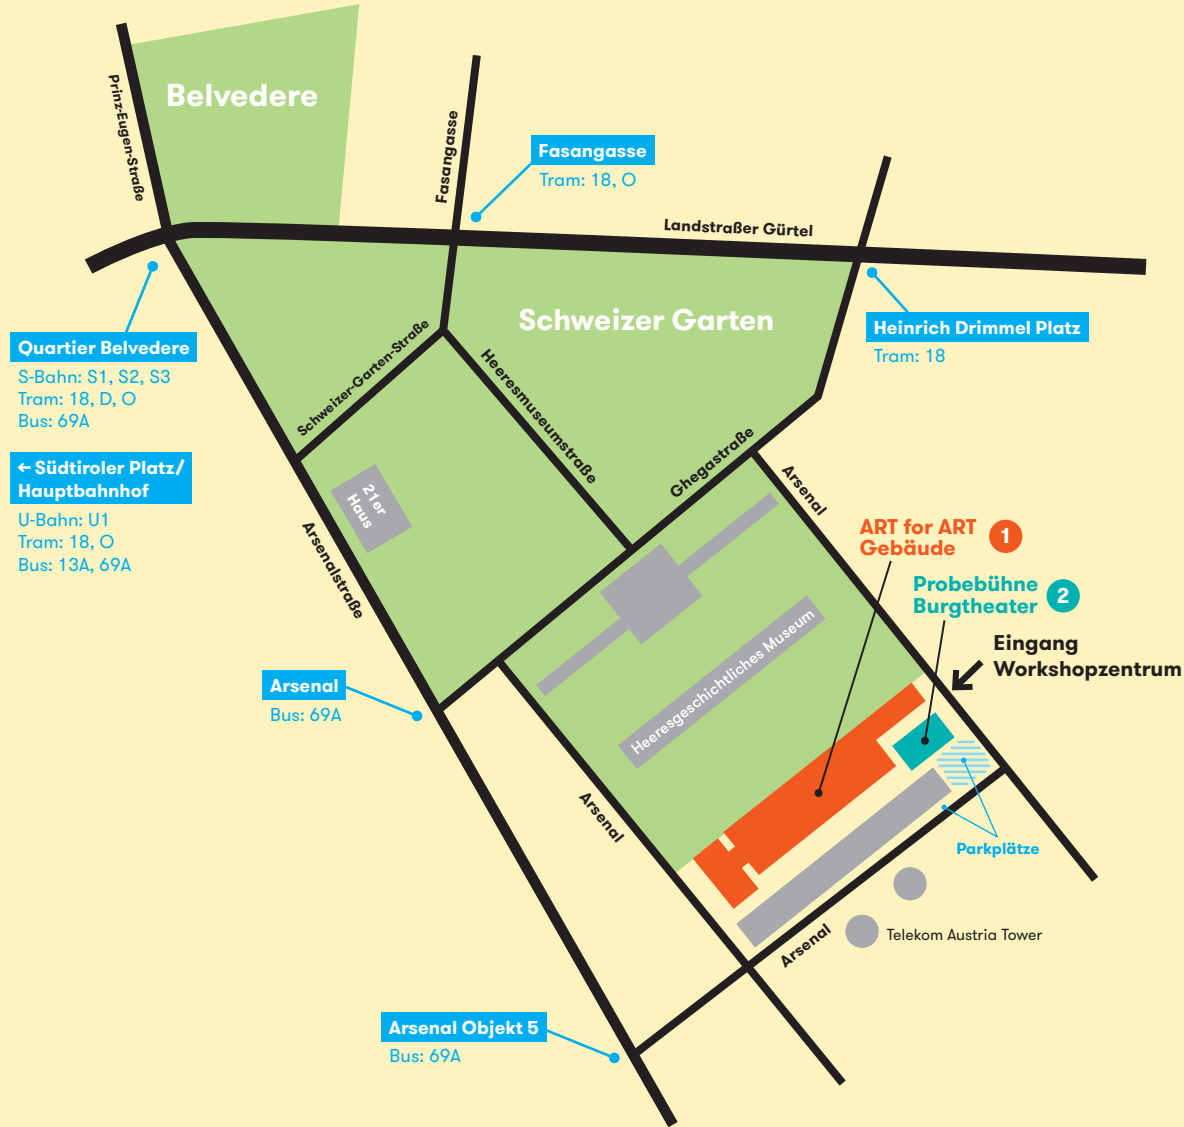 Belvedere
Prinz-Eugen-Straße
Fasangasse
Fasangasse
Tram: 18, O
Landstraßer Gürtel
Schweizer Garten
Heinrich Drimmel Platz
Tram: 18
Quartier Belvedere
S-Bahn: S1, S2, S3
Tram: 18, D, O
Bus: 69A
Schweizer-Garten-Straße
Heeresmuseumstraße
Ghegastraße
← Südtiroler Platz/
Hauptbahnhof
U-Bahn: U1
Tram: 18, O
Bus: 13A, 69A
21er
Haus
Arsenalstraße
Arsenal
ART for ART
Gebäude
1
Probebühne
Burgtheater
2
Eingang
Workshopzentrum
Heeresgeschichtliches Museum
Arsenal
Bus: 69A
Arsenal
Parkplätze
Arsenal
Telekom Austria Tower
Arsenal Objekt 5
Bus: 69A